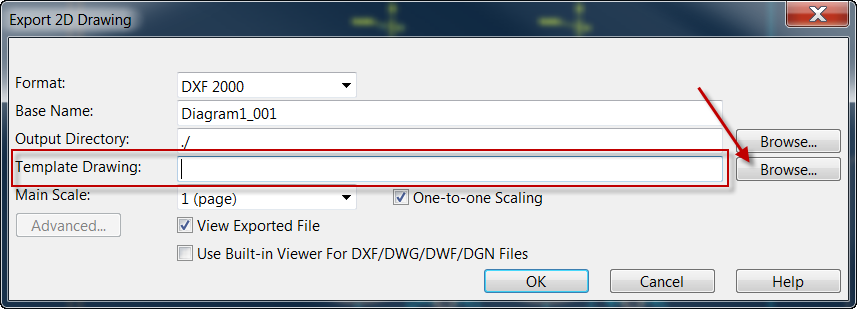 Export 2D Drawing
Format: DXF 2000
Base Name: Diagram1_001
Output Directory: ./ Browse...
Template Drawing: Browse...
Main Scale: 1 (page) One-to-one Scaling
Advanced... View Exported File
Use Built-in Viewer For DXF/DWG/DWF/DGN Files
OK Cancel Help